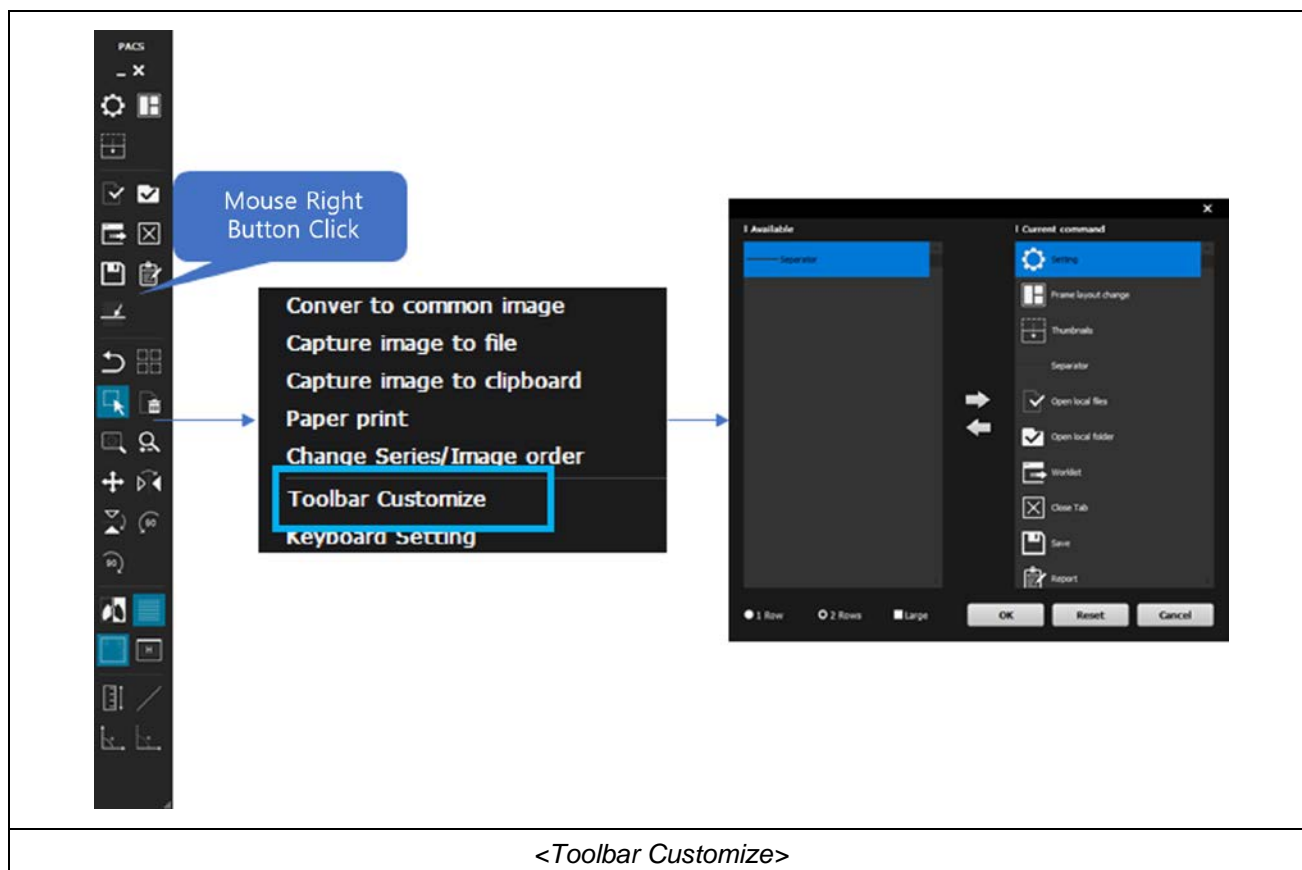 PACS
Mouse Right
Button Click
Conver to common image
Capture image to file
Capture image to clipboard
Paper print
Change Series/Image order
Toolbar Customize
Keyboard Setting
Available
Separator
Current command
Setting
Frame layout change
Thumbnails
Separator
Open local files
Open local folder
Worklist
Close Tab
Save
Report
1 Row
2 Rows
Large
OK
Reset
Cancel
90
90
H
<Toolbar Customize>